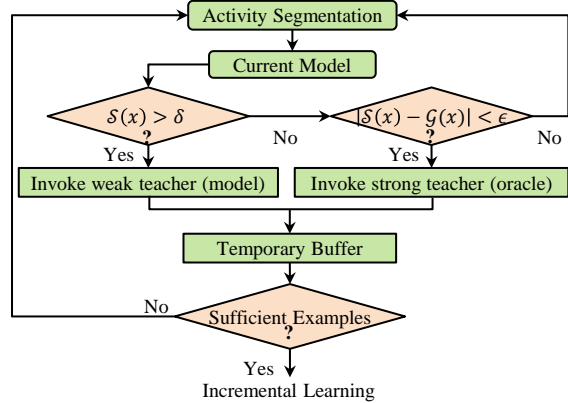 Activity Segmentation
Current Model
𝒮(x) > δ
?
|𝒮(x) − 𝒢(x)| < ϵ
?
No
No
Yes
Yes
Invoke weak teacher (model)
Invoke strong teacher (oracle)
Temporary Buffer
No
Sufficient Examples
?
Yes
Incremental Learning